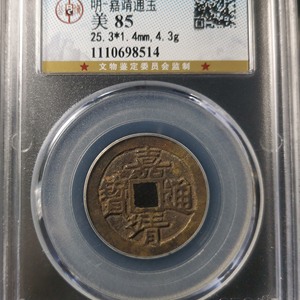 明-嘉靖通宝
美 85
25.3*1.4mm,4.3g
1110698514
文物鉴定委员会监制
嘉
寶 通
靖